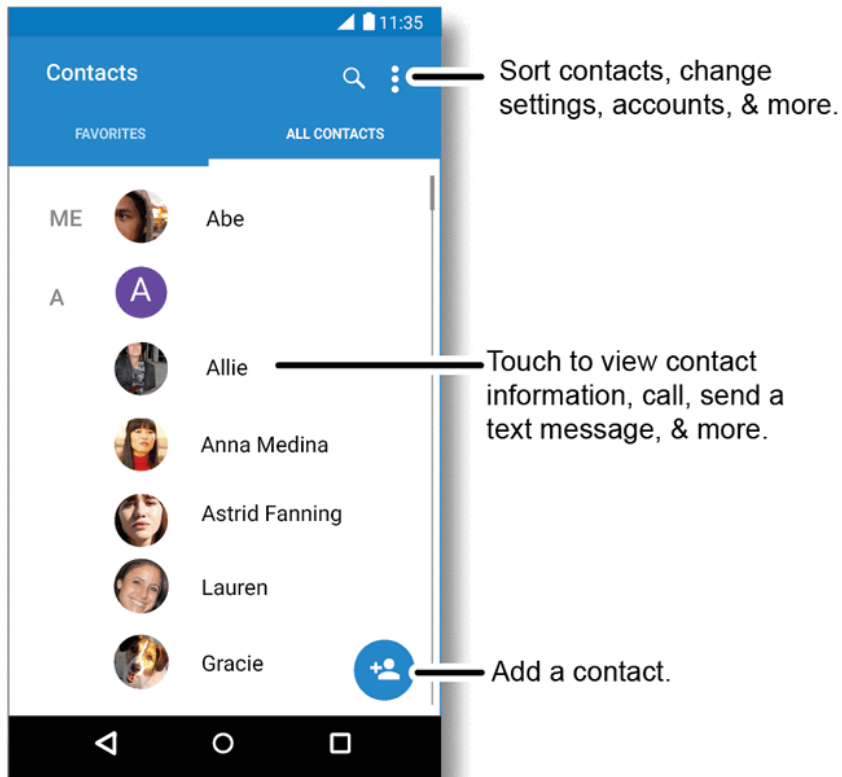 11:35
Contacts
Sort contacts, change
settings, accounts, & more.
FAVORITES ALL CONTACTS
ME Abe
A A
Allie
Touch to view contact
information, call, send a
text message, & more.
Anna Medina
Astrid Fanning
Lauren
Gracie
Add a contact.